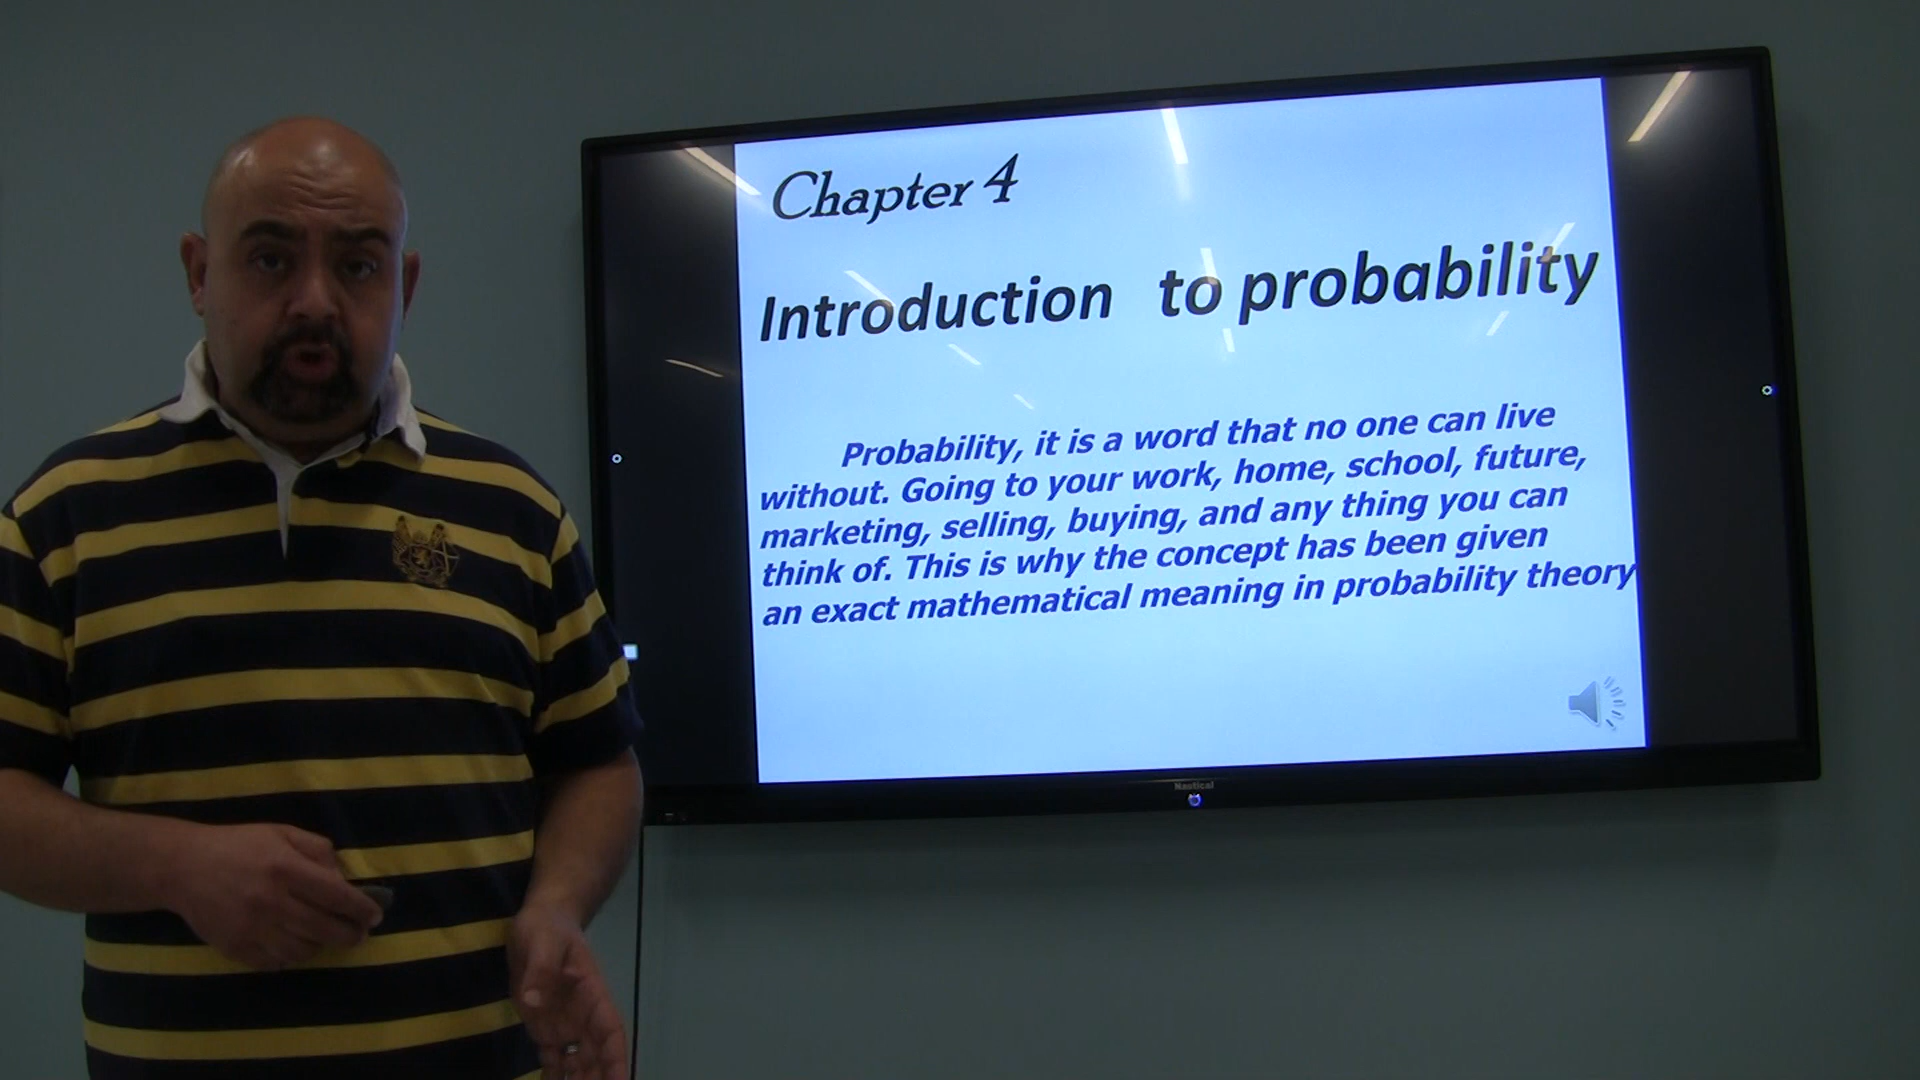 Chapter 4
Introduction to probability
Probability, it is a word that no one can live
without. Going to your work, home, school, future,
marketing, selling, buying, and any thing you can
think of. This is why the concept has been given
an exact mathematical meaning in probability theory
Nautical